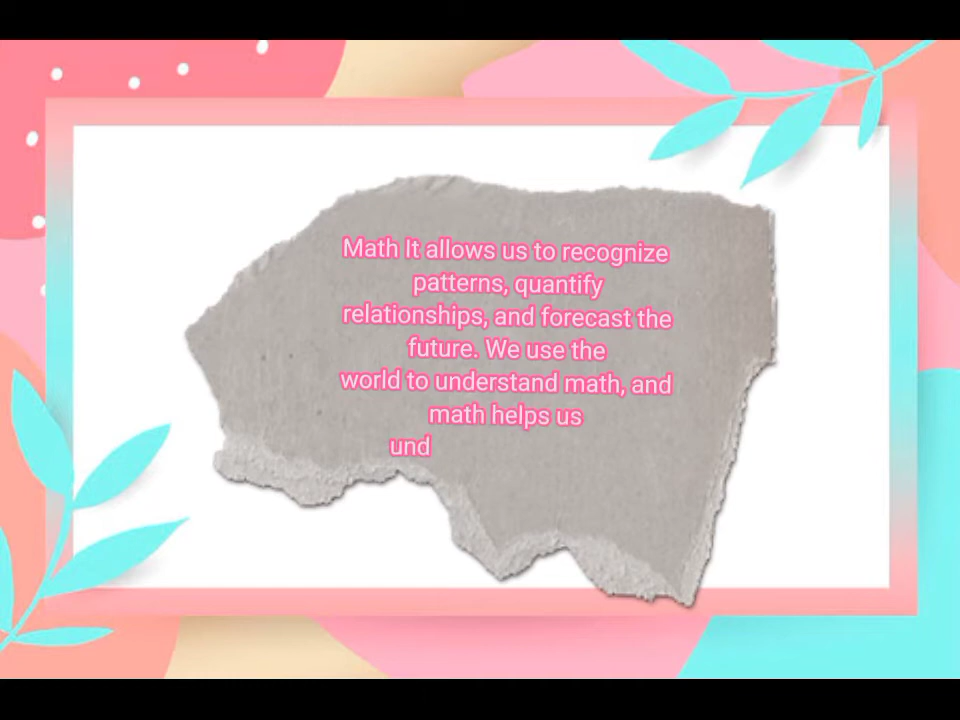 Math It allows us to recognize
patterns, quantify
relationships, and forecast the
future. We use the
world to understand math, and
math helps us
und